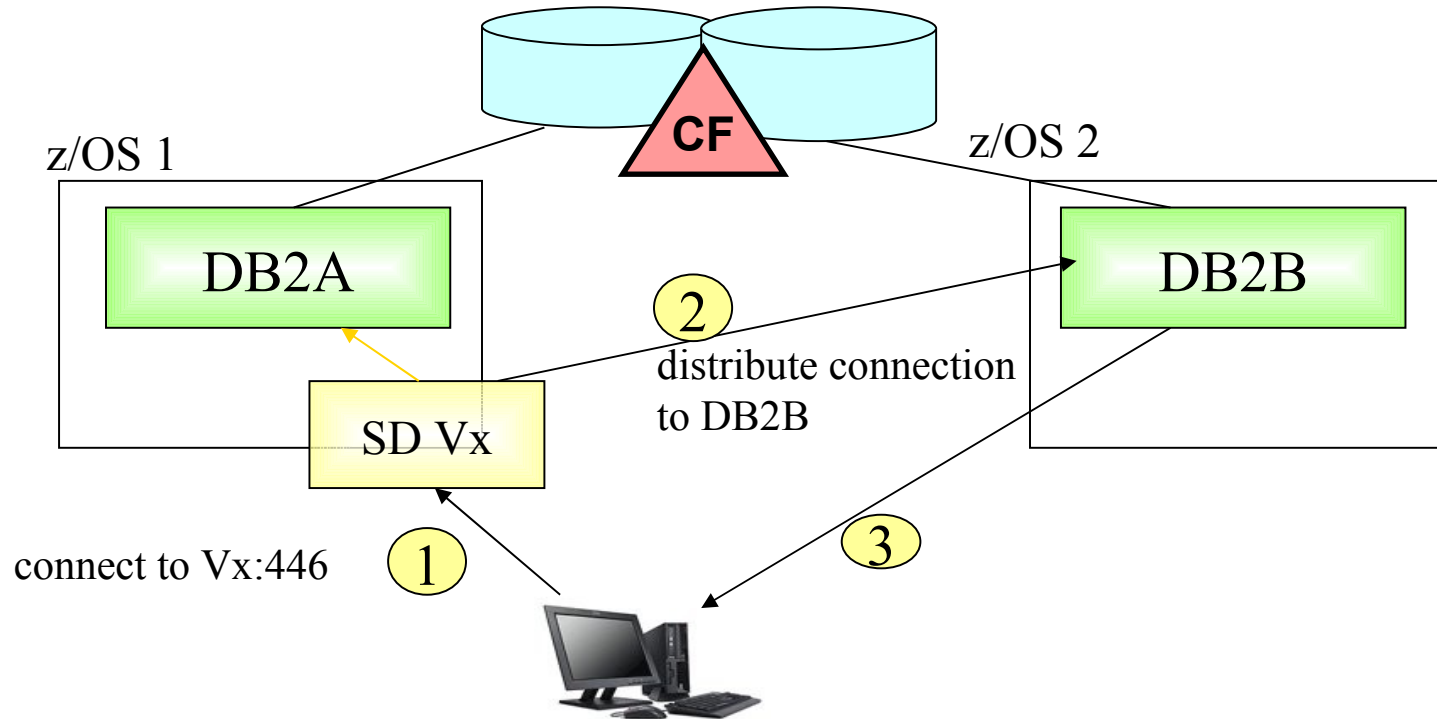 CF
z/OS 1
z/OS 2
DB2A
DB2B
2
distribute connection
to DB2B
SD Vx
3
connect to Vx:446
1